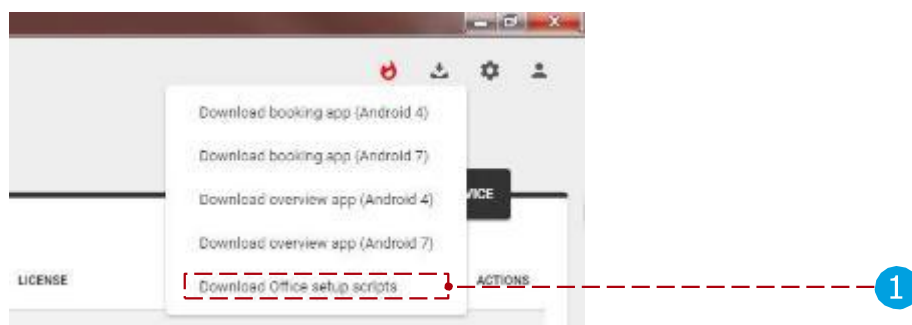 Download booking app (Android 4)
Download booking app (Android 7)
Download overview app (Android 4)
VICE
Download overview app (Android 7)
LICENSE
Download Office setup scripts
ACTIONS
1